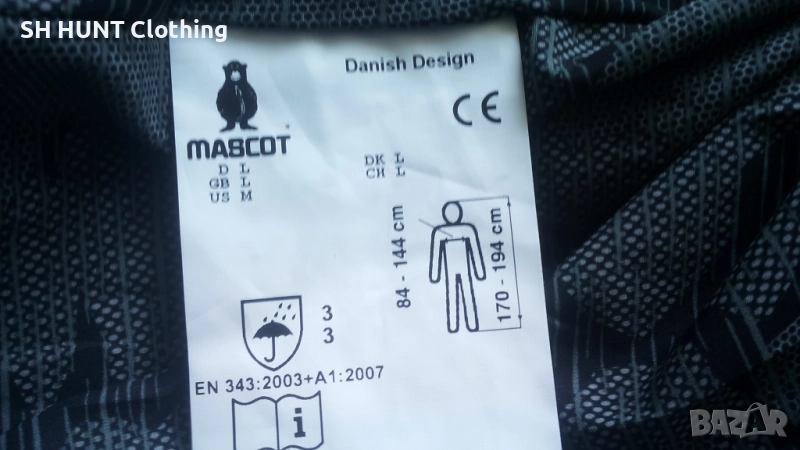 SH HUNT Clothing
Danish Design
MASCOT
D L
GB L
US M
DK L
CH L
84 - 144 cm
170 - 194 cm
3
3
EN 343:2003+A1:2007
i
BAZAR